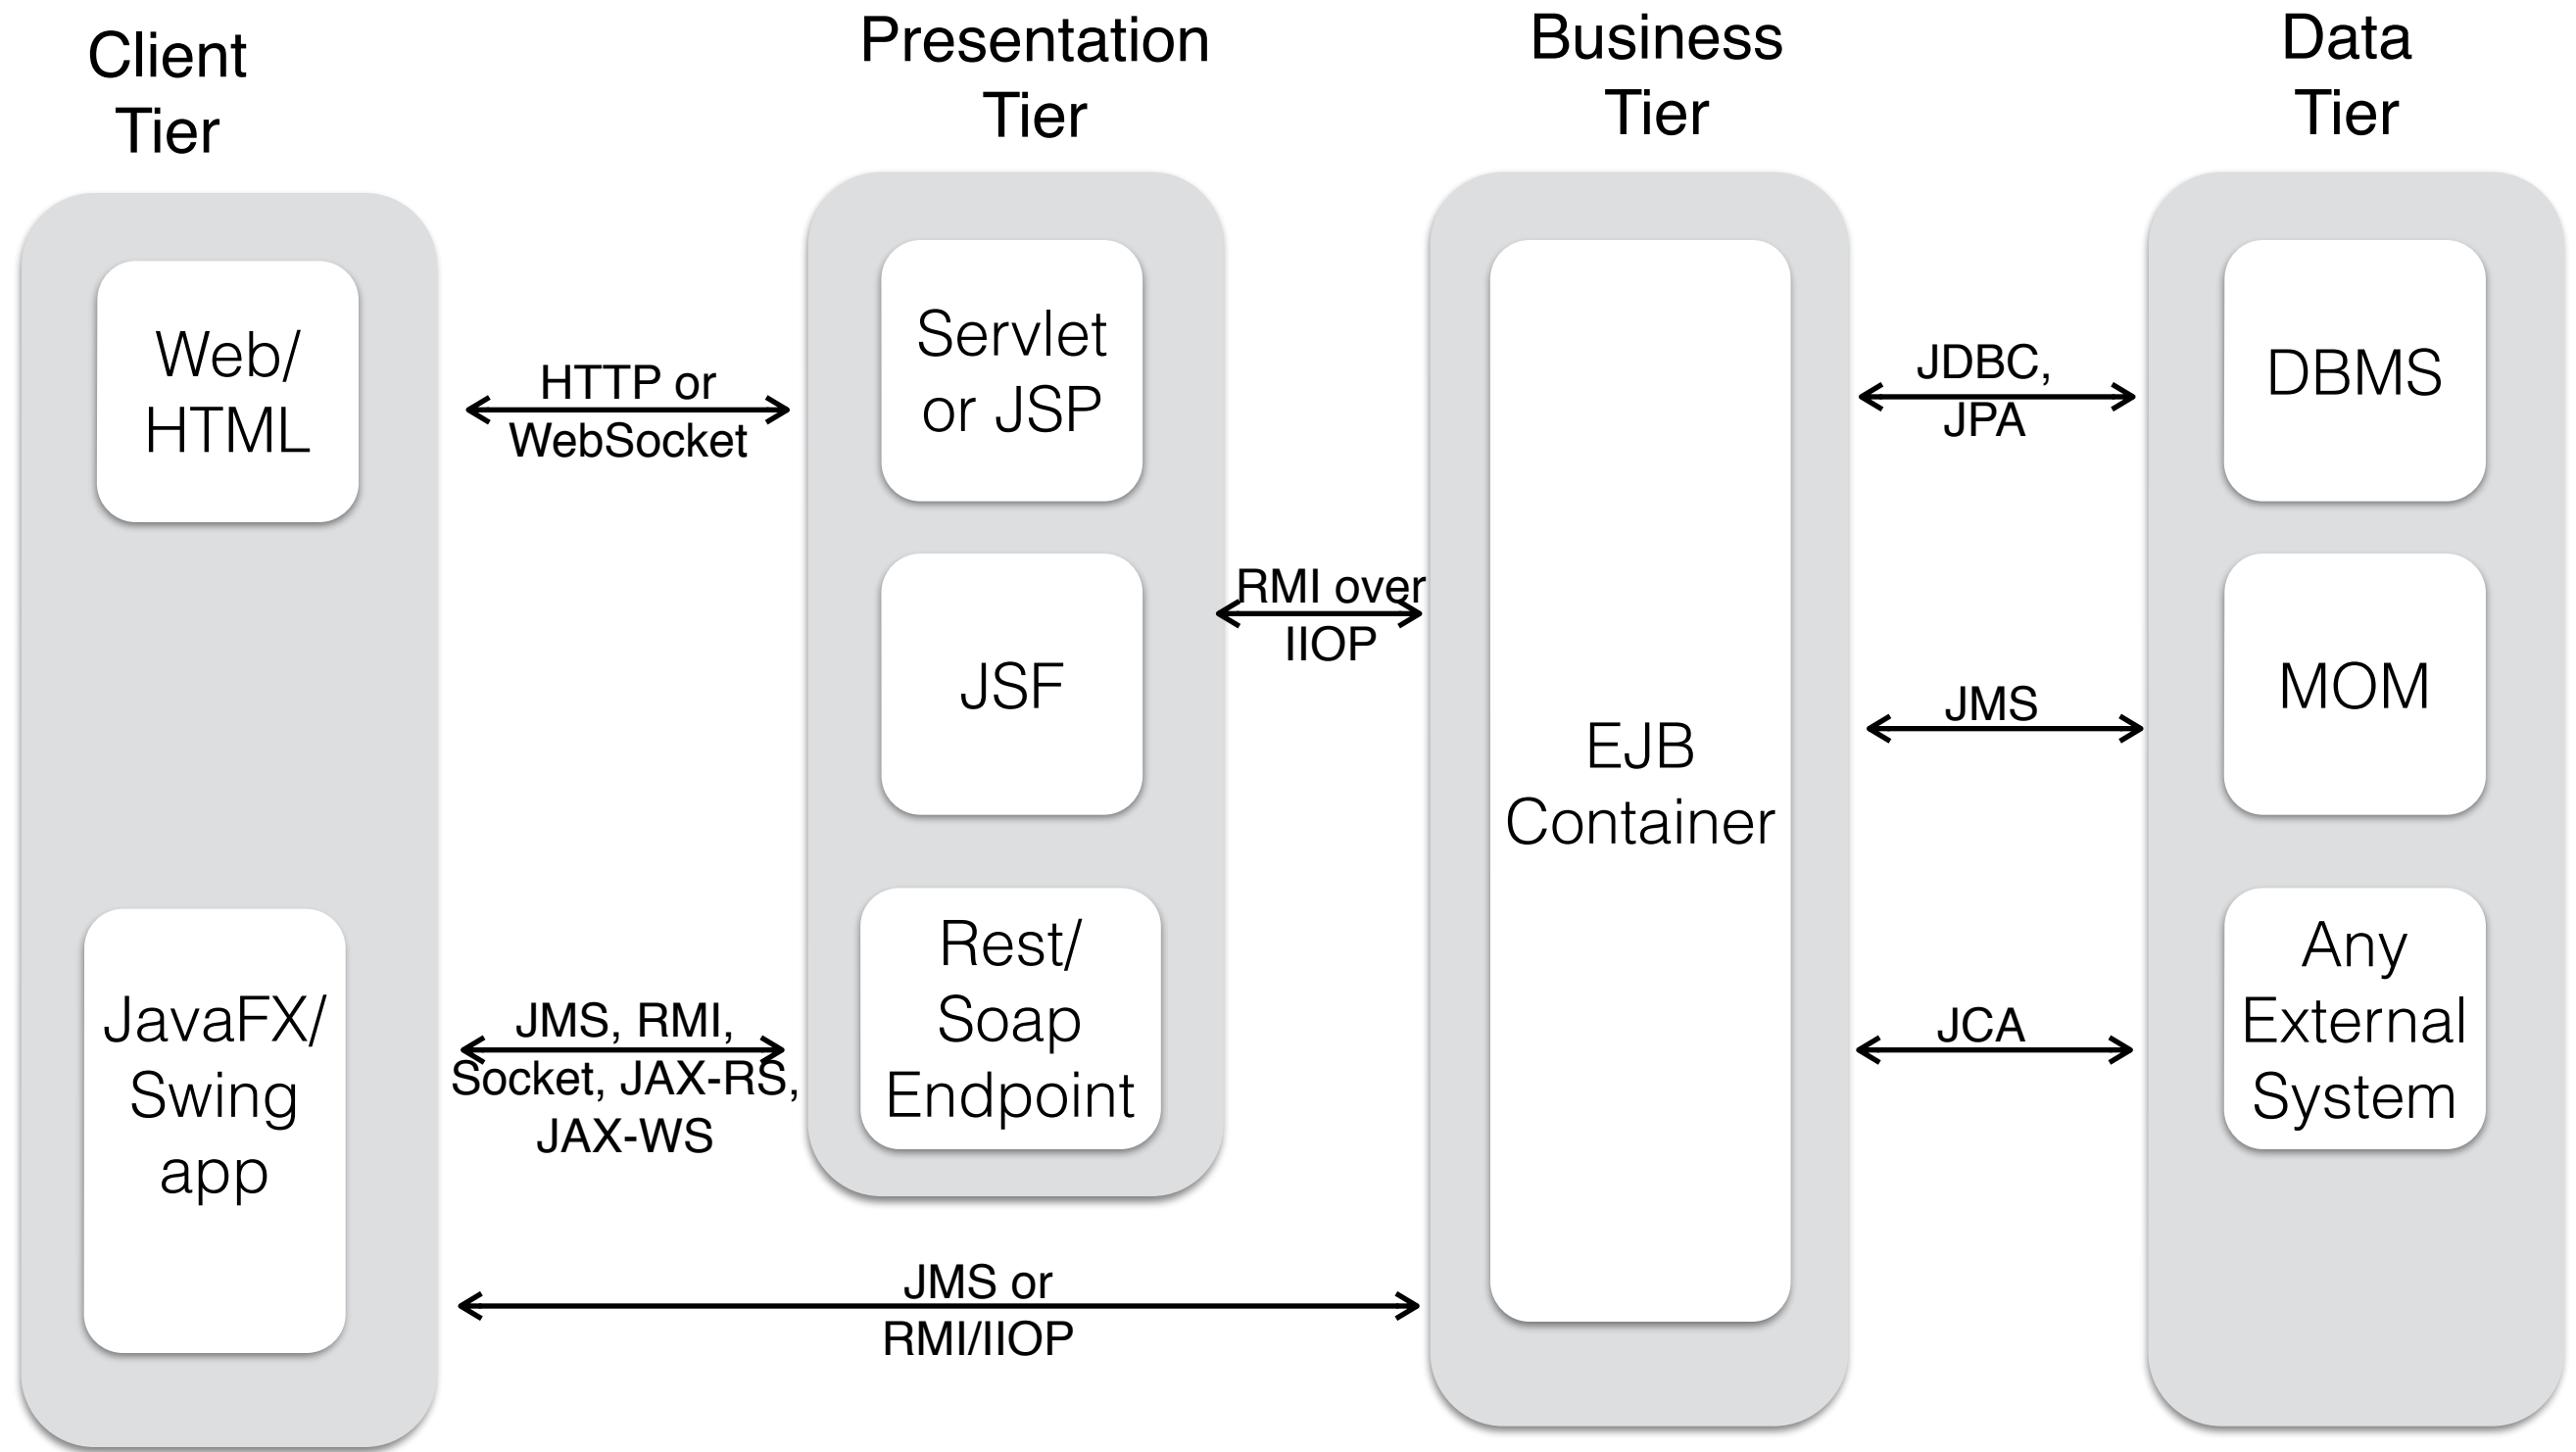 Client
Tier
Presentation
Tier
Business
Tier
Data
Tier
Web/
HTML
HTTP or
WebSocket
Servlet
or JSP
JSF
RMI over
IIOP
Rest/
Soap
Endpoint
JavaFX/
Swing
app
JMS, RMI,
Socket, JAX-RS,
JAX-WS
JMS or
RMI/IIOP
EJB
Container
JDBC,
JPA
JMS
JCA
DBMS
MOM
Any
External
System